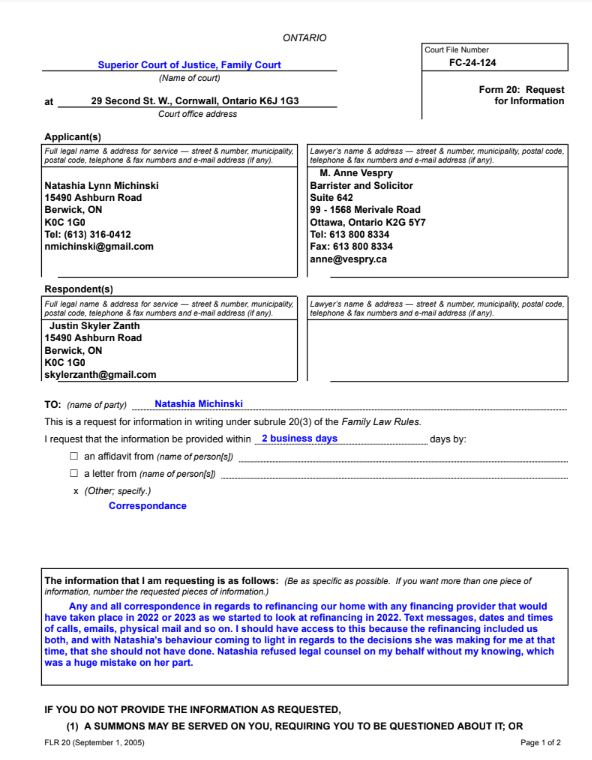 ONTARIO
Court File Number
Superior Court of Justice, Family Court
FC-24-124
(Name of court)
Form 20: Request
for Information
at 29 Second St. W., Cornwall, Ontario K6J 1G3
Court office address
Applicant(s)
Full legal name & address for service — street & number, municipality,
postal code, telephone & fax numbers and e-mail address (if any).
Natashia Lynn Michinski
15490 Ashburn Road
Berwick, ON
K0C 1G0
Tel: (613) 316-0412
nmichinski@gmail.com
Lawyer's name & address — street & number, municipality, postal code,
telephone & fax numbers and e-mail address (if any).
M. Anne Vespry
Barrister and Solicitor
Suite 642
99 - 1568 Merivale Road
Ottawa, Ontario K2G 5Y7
Tel: 613 800 8334
Fax: 613 800 8334
anne@vespry.ca
Respondent(s)
Full legal name & address for service — street & number, municipality,
postal code, telephone & fax numbers and e-mail address (if any).
Justin Skyler Zanth
15490 Ashburn Road
Berwick, ON
K0C 1G0
skylerzanth@gmail.com
Lawyer's name & address — street & number, municipality, postal code,
telephone & fax numbers and e-mail address (if any).
TO: (name of party) Natashia Michinski
This is a request for information in writing under subrule 20(3) of the Family Law Rules.
I request that the information be provided within 2 business days days by:
☐ an affidavit from (name of person[s])
☐ a letter from (name of person[s])
x (Other; specify.)
Correspondance
The information that I am requesting is as follows: (Be as specific as possible. If you want more than one piece of
information, number the requested pieces of information.)
Any and all correspondence in regards to refinancing our home with any financing provider that would
have taken place in 2022 or 2023 as we started to look at refinancing in 2022. Text messages, dates and times
of calls, emails, physical mail and so on. I should have access to this because the refinancing included us
both, and with Natashia's behaviour coming to light in regards to the decisions she was making for me at that
time, that she should not have done. Natashia refused legal counsel on my behalf without my knowing, which
was a huge mistake on her part.
IF YOU DO NOT PROVIDE THE INFORMATION AS REQUESTED,
(1) A SUMMONS MAY BE SERVED ON YOU, REQUIRING YOU TO BE QUESTIONED ABOUT IT; OR
FLR 20 (September 1, 2005)
Page 1 of 2